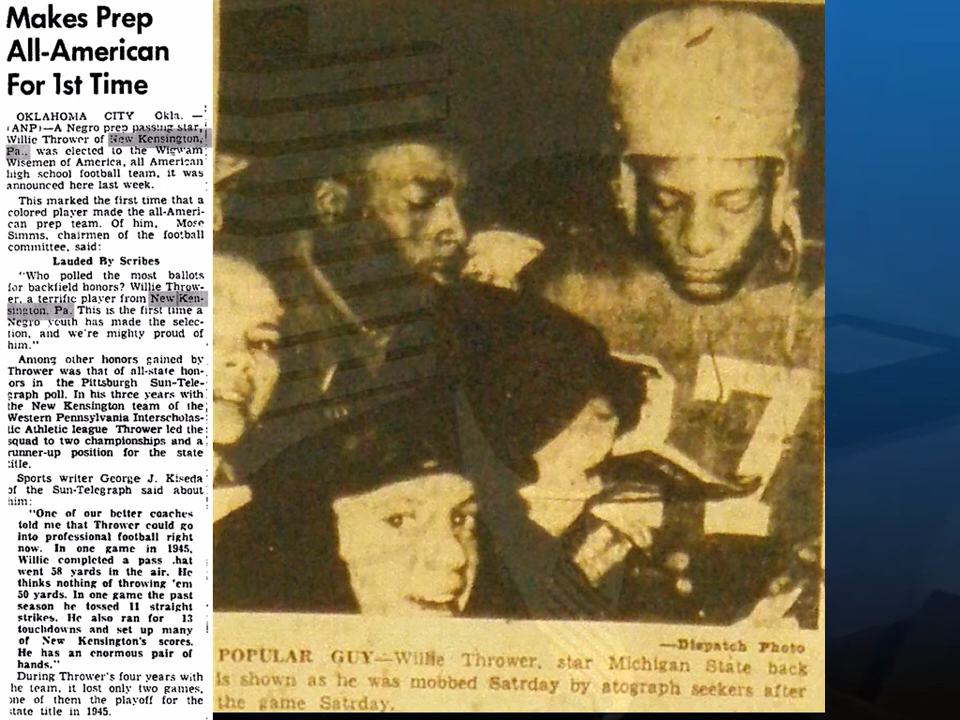 Makes Prep
All-American
For 1st Time
OKLAHOMA CITY Okla. —
(ANP)—A Negro prep passing star,
Willie Thrower of New Kensington,
Pa., was elected to the Wigwam
Wisemen of America, all American
high school football team, it was
announced here last week.
This marked the first time that a
colored player made the all-Ameri-
can prep team. Of him, Mose
Simms, chairmen of the football
committee, said:
Lauded By Scribes
"Who polled the most ballots
for backfield honors? Willie Throw-
er, a terrific player from New Ken-
sington, Pa. This is the first time a
Negro youth has made the selec-
tion, and we're mighty proud of
him."
Among other honors gained by
Thrower was that of all-state hon-
ors in the Pittsburgh Sun-Tele-
graph poll. In his three years with
the New Kensington team of the
Western Pennsylvania Interscholas-
tic Athletic league Thrower led the
squad to two championships and a
runner-up position for the state
title.
Sports writer George J. Kiseda
of the Sun-Telegraph said about
him:
"One of our better coaches
told me that Thrower could go
into professional football right
now. In one game in 1945,
Willie completed a pass that
went 58 yards in the air. He
thinks nothing of throwing 'em
50 yards. In one game the past
season he tossed 11 straight
strikes. He also ran for 13
touchdowns and set up many
of New Kensington's scores.
He has an enormous pair of
hands."
During Thrower's four years with
he team, it lost only two games,
one of them the playoff for the
state title in 1945.
27
—Dispatch Photo
POPULAR GUY—Willie Thrower, star Michigan State back
is shown as he was mobbed Satrday by atograph seekers after
the game Satrday.